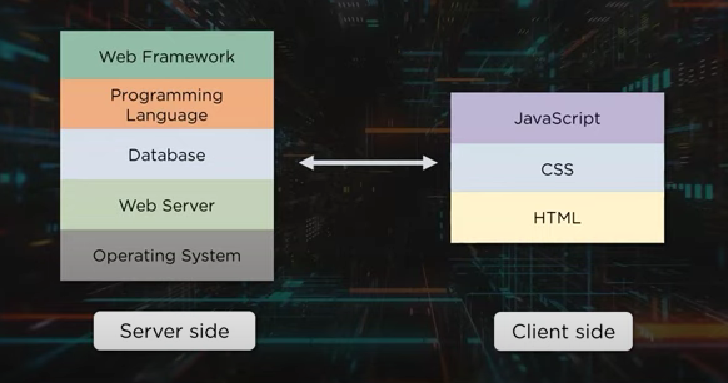 Web Framework
Programming
Language
Database
Web Server
Operating System
Server side
JavaScript
CSS
HTML
Client side